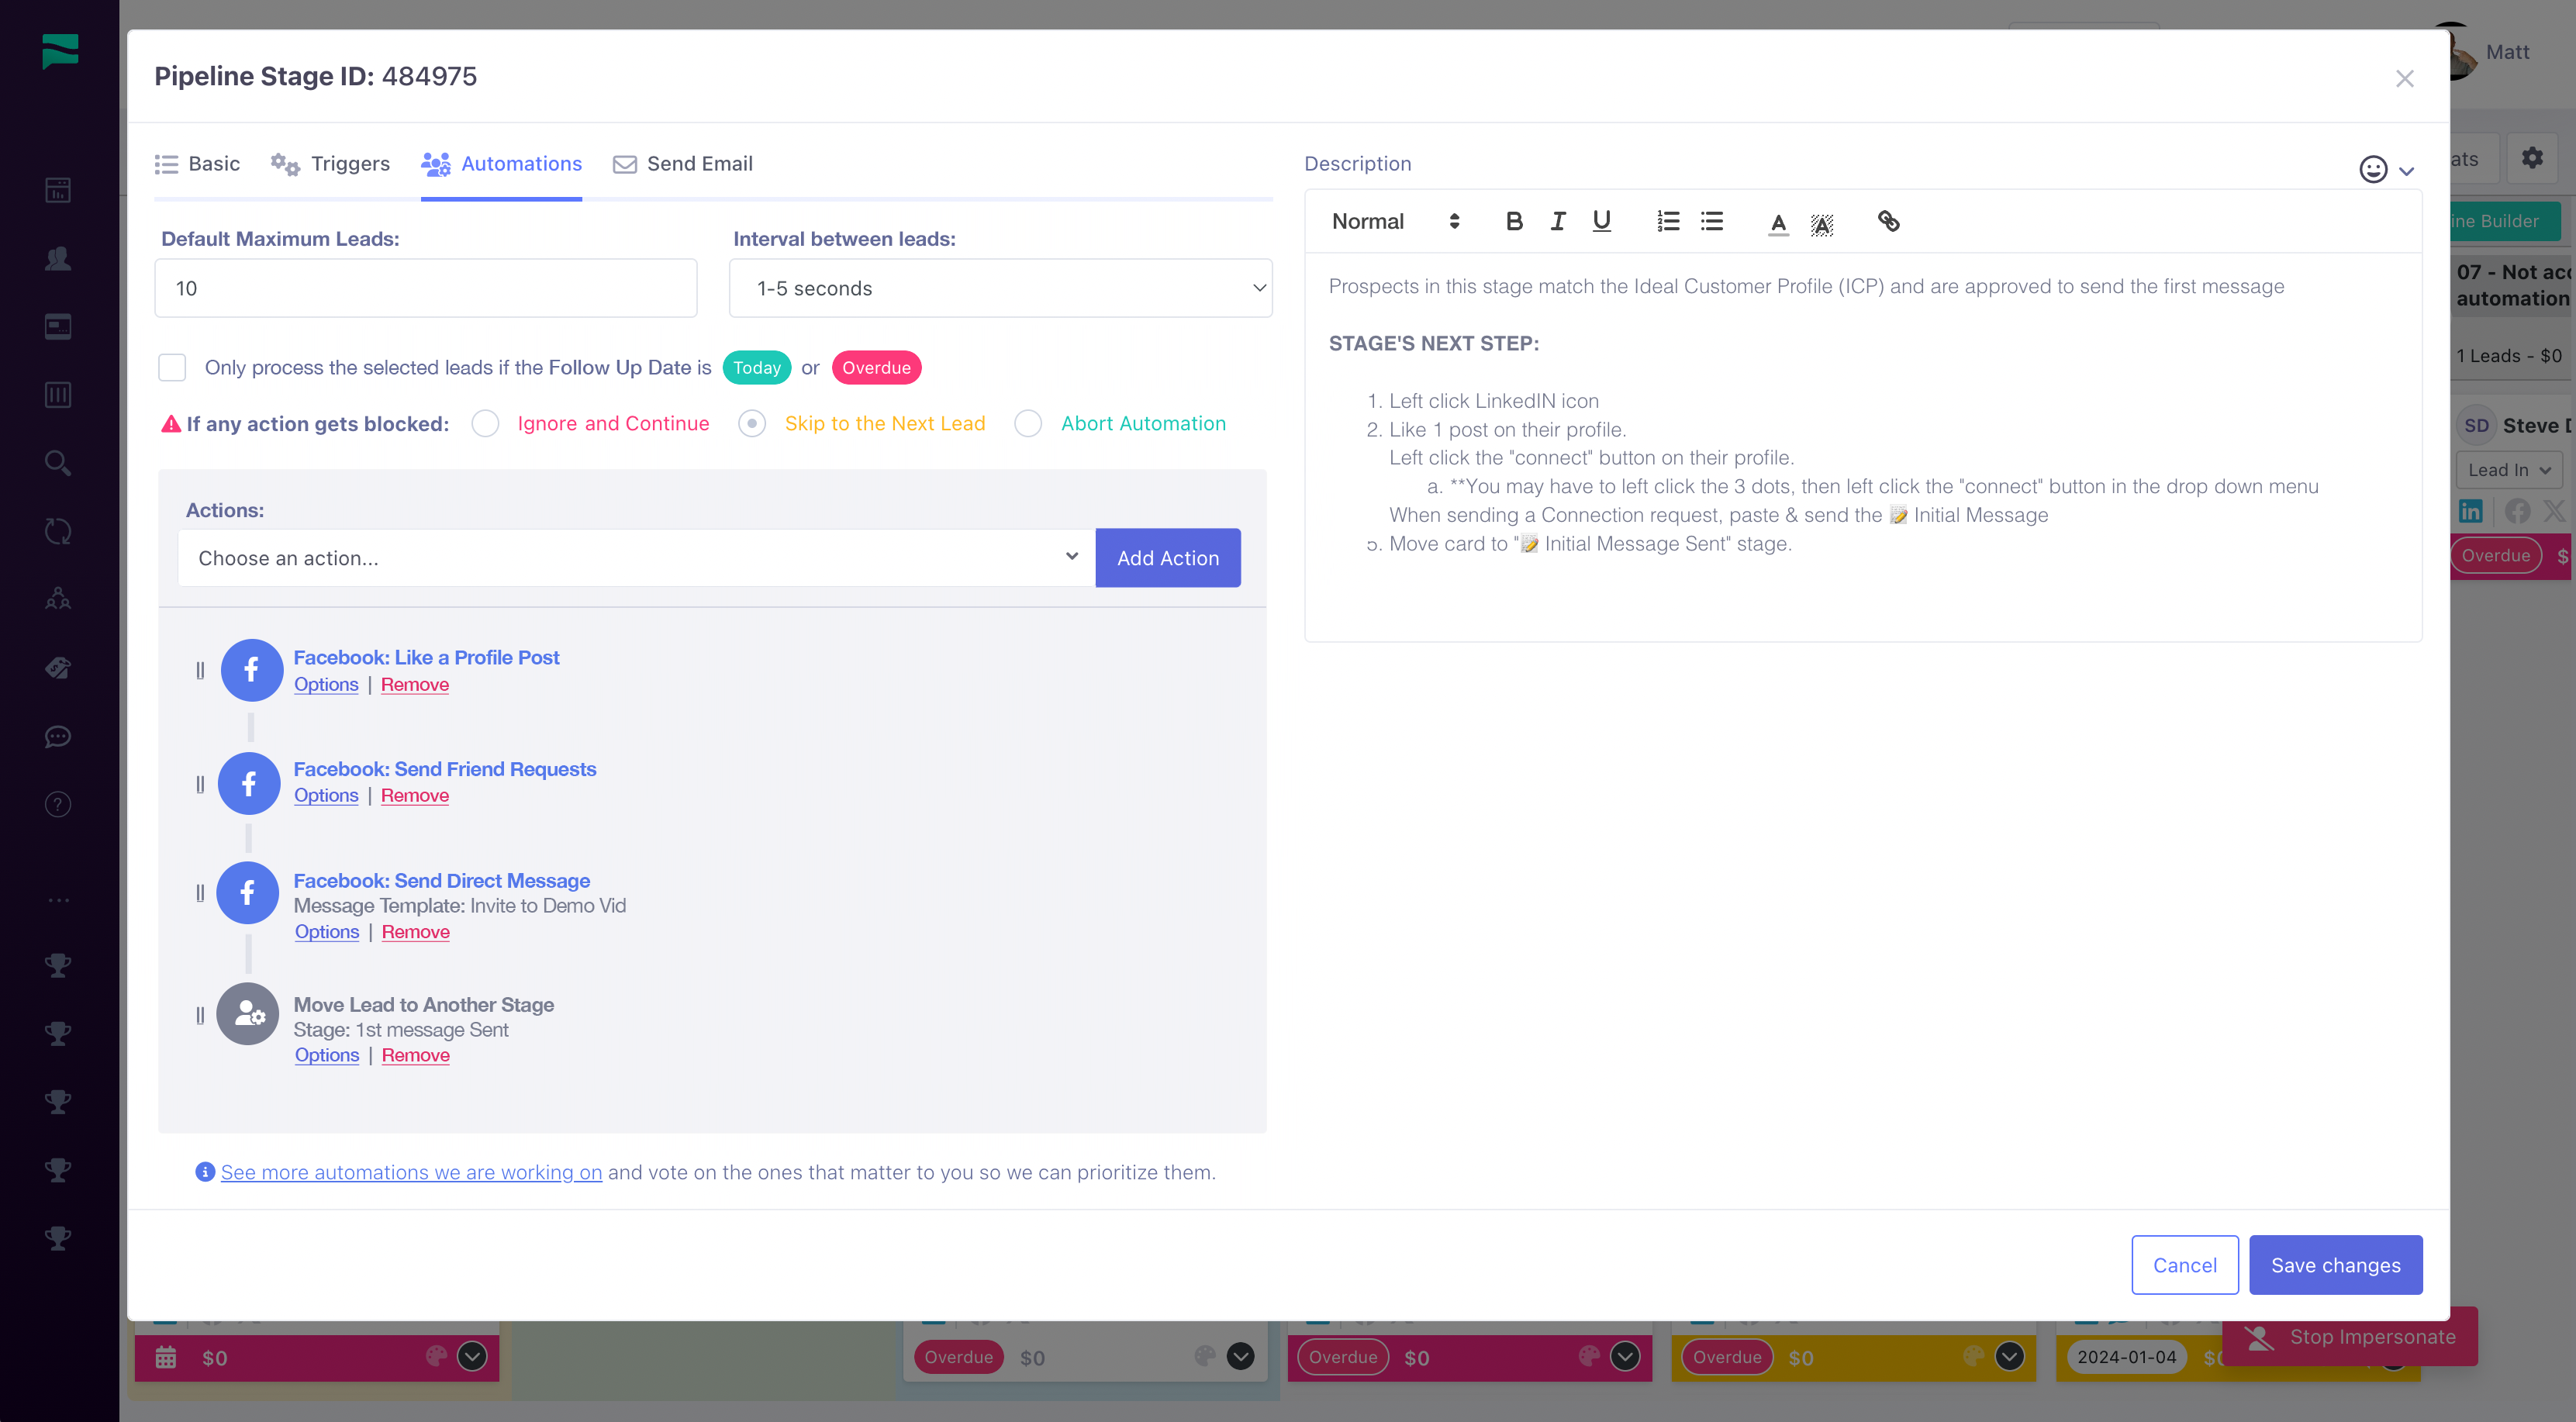 Matt
Pipeline Stage ID: 484975
Basic
Triggers
Automations
Send Email
Default Maximum Leads:
Interval between leads:
10
1-5 seconds
Only process the selected leads if the Follow Up Date is Today or Overdue
If any action gets blocked: Ignore and Continue Skip to the Next Lead Abort Automation
Actions:
Choose an action...
Add Action
Facebook: Like a Profile Post
Options | Remove
Facebook: Send Friend Requests
Options | Remove
Facebook: Send Direct Message
Message Template: Invite to Demo Vid
Options | Remove
Move Lead to Another Stage
Stage: 1st message Sent
Options | Remove
See more automations we are working on and vote on the ones that matter to you so we can prioritize them.
Description
Normal
Prospects in this stage match the Ideal Customer Profile (ICP) and are approved to send the first message
STAGE'S NEXT STEP:
1. Left click LinkedIN icon
2. Like 1 post on their profile.
Left click the "connect" button on their profile.
a. **You may have to left click the 3 dots, then left click the "connect" button in the drop down menu
When sending a Connection request, paste & send the 📝 Initial Message
5. Move card to "📝 Initial Message Sent" stage.
Cancel
Save changes
ats
ine Builder
07 - Not acc
automation
1 Leads - $0
SD Steve D
Lead In
Overdue $
$0
Overdue $0
Overdue $0
Overdue $0
2024-01-04 $0
Stop Impersonate